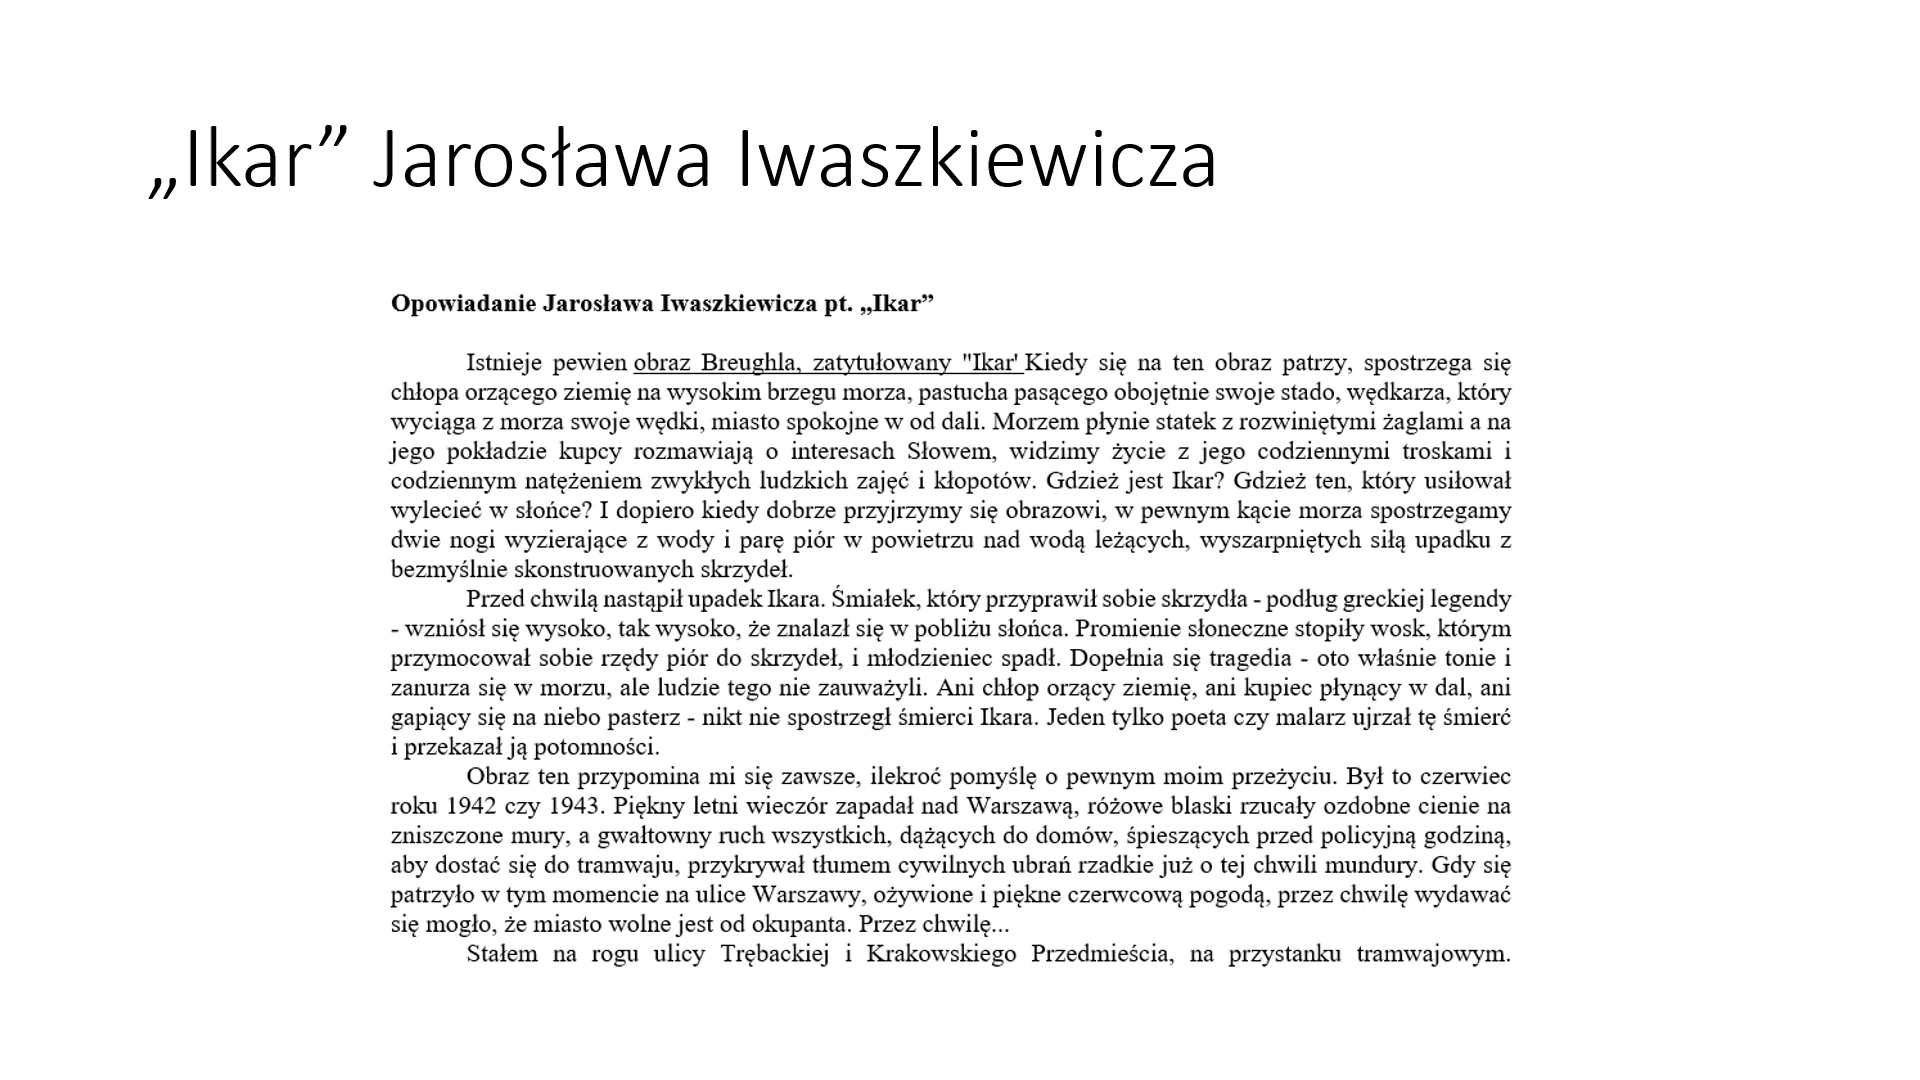 „Ikar” Jarosława Iwaszkiewicza
Opowiadanie Jarosława Iwaszkiewicza pt. „Ikar”
Istnieje pewien obraz Breughla, zatytułowany "Ikar' Kiedy się na ten obraz patrzy, spostrzega się
chłopa orzącego ziemię na wysokim brzegu morza, pastucha pasącego obojętnie swoje stado, wędkarza, który
wyciąga z morza swoje wędki, miasto spokojne w od dali. Morzem płynie statek z rozwiniętymi żaglami a na
jego pokładzie kupcy rozmawiają o interesach Słowem, widzimy życie z jego codziennymi troskami i
codziennym natężeniem zwykłych ludzkich zajęć i kłopotów. Gdzież jest Ikar? Gdzież ten, który usiłował
wylecieć w słońce? I dopiero kiedy dobrze przyjrzymy się obrazowi, w pewnym kącie morza spostrzegamy
dwie nogi wyzierające z wody i parę piór w powietrzu nad wodą leżących, wyszarpniętych siłą upadku z
bezmyślnie skonstruowanych skrzydeł.
Przed chwilą nastąpił upadek Ikara. Śmiałek, który przyprawił sobie skrzydła - podług greckiej legendy
- wzniósł się wysoko, tak wysoko, że znalazł się w pobliżu słońca. Promienie słoneczne stopiły wosk, którym
przymocował sobie rzędy piór do skrzydeł, i młodzieniec spadł. Dopełnia się tragedia - oto właśnie tonie i
zanurza się w morzu, ale ludzie tego nie zauważyli. Ani chłop orzący ziemię, ani kupiec płynący w dal, ani
gapiący się na niebo pasterz - nikt nie spostrzegł śmierci Ikara. Jeden tylko poeta czy malarz ujrzał tę śmierć
i przekazał ją potomności.
Obraz ten przypomina mi się zawsze, ilekroć pomyślę o pewnym moim przeżyciu. Był to czerwiec
roku 1942 czy 1943. Piękny letni wieczór zapadał nad Warszawą, różowe blaski rzucały ozdobne cienie na
zniszczone mury, a gwałtowny ruch wszystkich, dążących do domów, śpieszących przed policyjną godziną,
aby dostać się do tramwaju, przykrywał tłumem cywilnych ubrań rzadkie już o tej chwili mundury. Gdy się
patrzyło w tym momencie na ulice Warszawy, ożywione i piękne czerwcową pogodą, przez chwilę wydawać
się mogło, że miasto wolne jest od okupanta. Przez chwilę...
Stałem na rogu ulicy Trębackiej i Krakowskiego Przedmieścia, na przystanku tramwajowym.